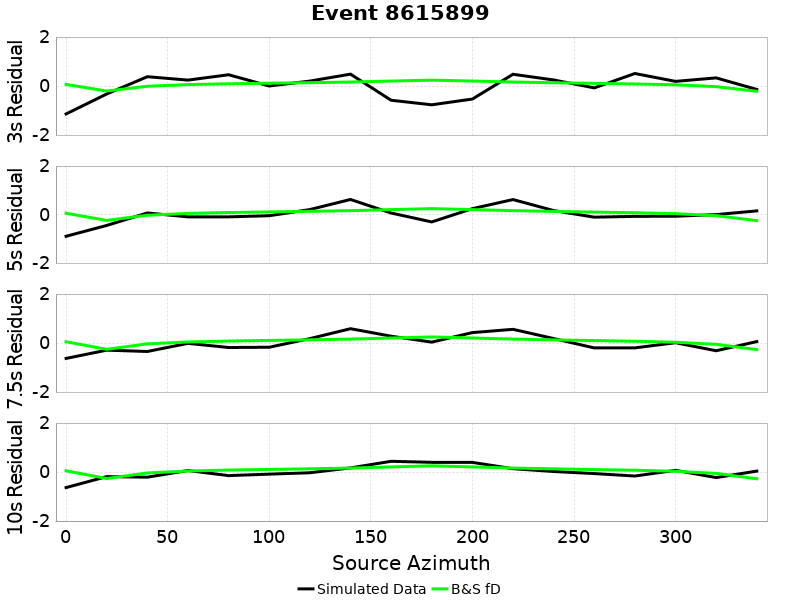 Event 8615899
3s Residual
2
0
-2
5s Residual
2
0
-2
7.5s Residual
2
0
-2
10s Residual
2
0
-2
0 50 100 150 200 250 300
Source Azimuth
Simulated Data B&S fD